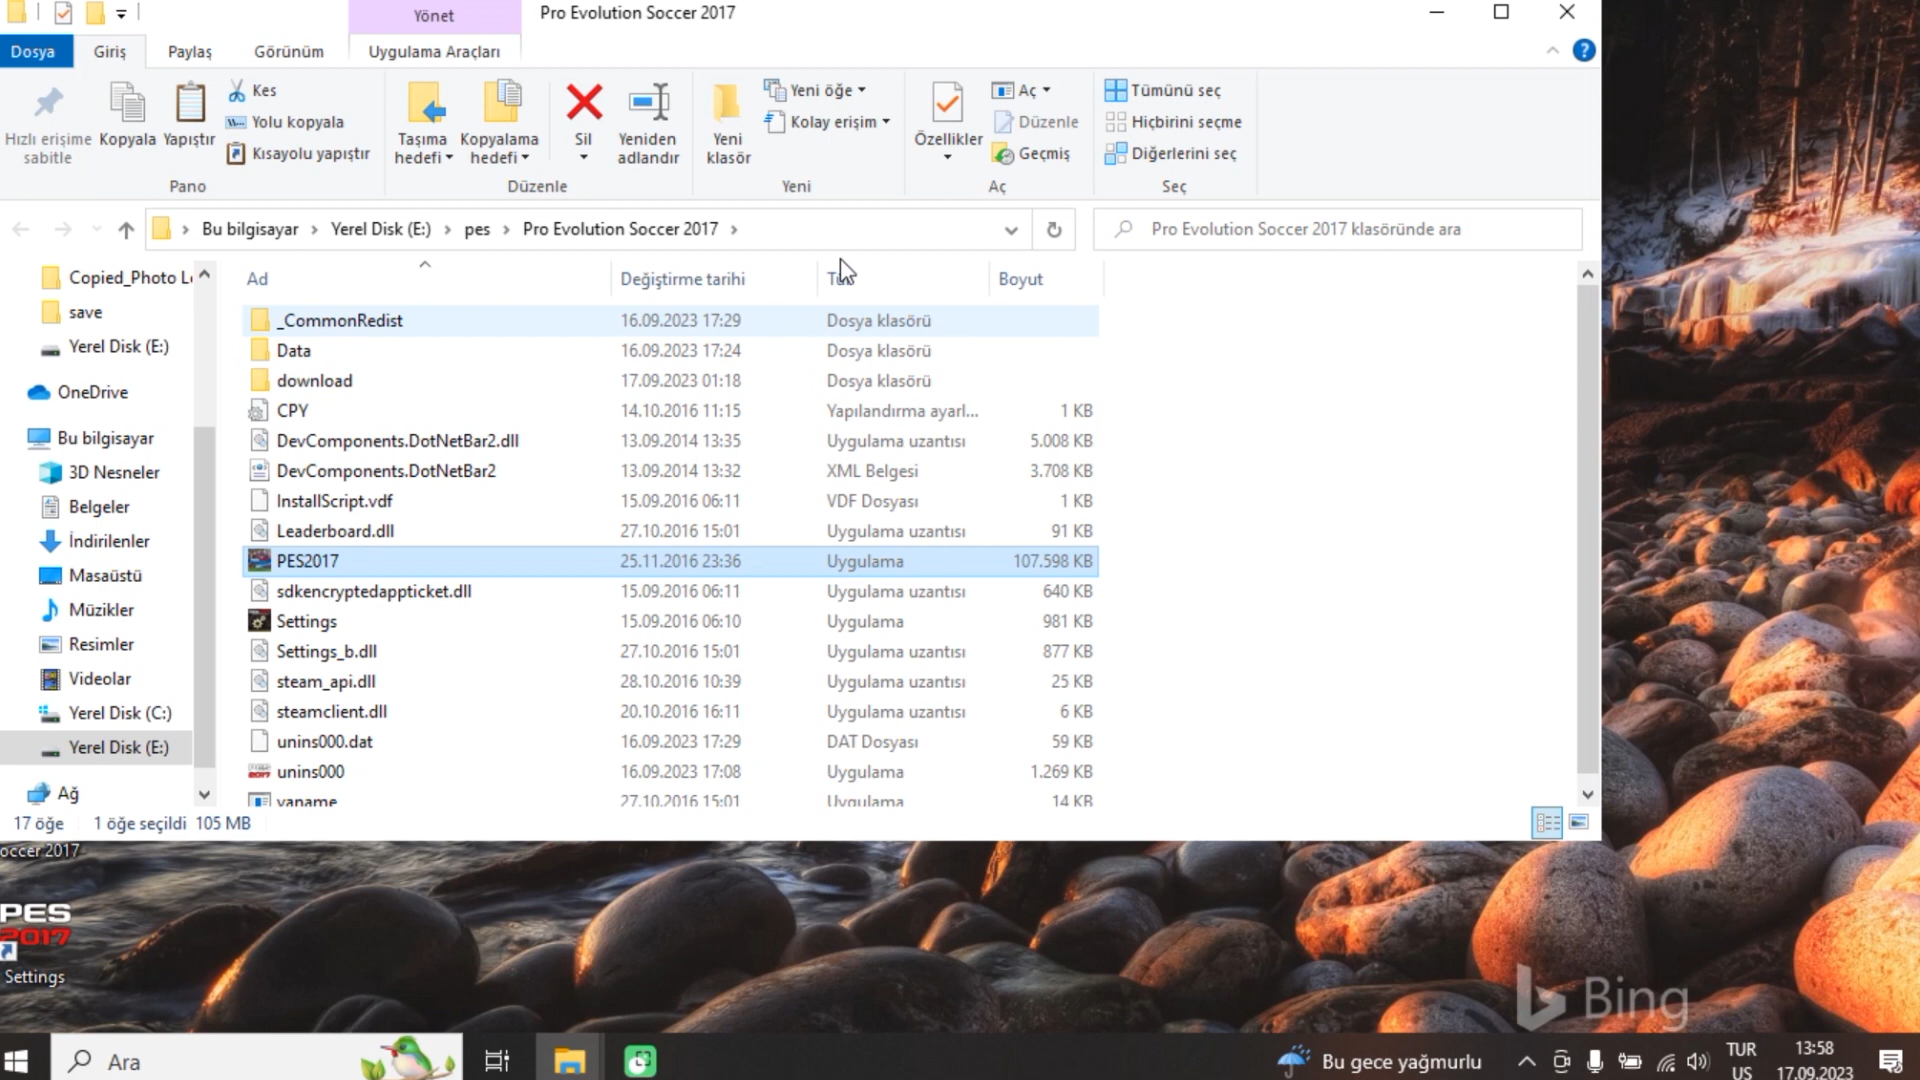 Yönet
Pro Evolution Soccer 2017
Dosya
Giriş
Paylaş
Görünüm
Uygulama Araçları
Hızlı erişime
sabitle
Kopyala
Yapıştır
Kes
Yolu kopyala
Kısayolu yapıştır
Pano
Taşıma
hedefi
Kopyalama
hedefi
Sil
Yeniden
adlandır
Düzenle
Yeni
klasör
Yeni öğe
Kolay erişim
Yeni
Özellikler
Aç
Düzenle
Geçmiş
Aç
Tümünü seç
Hiçbirini seçme
Diğerlerini seç
Seç
Bu bilgisayar > Yerel Disk (E:) > pes > Pro Evolution Soccer 2017 >
Pro Evolution Soccer 2017 klasöründe ara
Copied_Photo L
save
Yerel Disk (E:)
OneDrive
Bu bilgisayar
3D Nesneler
Belgeler
İndirilenler
Masaüstü
Müzikler
Resimler
Videolar
Yerel Disk (C:)
Yerel Disk (E:)
Ağ
Ad Değiştirme tarihi Boyut
_CommonRedist 16.09.2023 17:29 Dosya klasörü
Data 16.09.2023 17:24 Dosya klasörü
download 17.09.2023 01:18 Dosya klasörü
CPY 14.10.2016 11:15 Yapılandırma ayarl... 1 KB
DevComponents.DotNetBar2.dll 13.09.2014 13:35 Uygulama uzantısı 5.008 KB
DevComponents.DotNetBar2 13.09.2014 13:32 XML Belgesi 3.708 KB
InstallScript.vdf 15.09.2016 06:11 VDF Dosyası 1 KB
Leaderboard.dll 27.10.2016 15:01 Uygulama uzantısı 91 KB
PES2017 25.11.2016 23:36 Uygulama 107.598 KB
sdkencryptedappticket.dll 15.09.2016 06:11 Uygulama uzantısı 640 KB
Settings 15.09.2016 06:10 Uygulama 981 KB
Settings_b.dll 27.10.2016 15:01 Uygulama uzantısı 877 KB
steam_api.dll 28.10.2016 10:39 Uygulama uzantısı 25 KB
steamclient.dll 20.10.2016 16:11 Uygulama uzantısı 6 KB
unins000.dat 16.09.2023 17:29 DAT Dosyası 59 KB
unins000 16.09.2023 17:08 Uygulama 1.269 KB
vaname 27.10.2016 15:01 Uygulama 14 KB
17 öğe 1 öğe seçildi 105 MB
occer 2017
PES
2017
Settings
Bing
Ara
Bu gece yağmurlu
TUR
US
13:58
17.09.2023